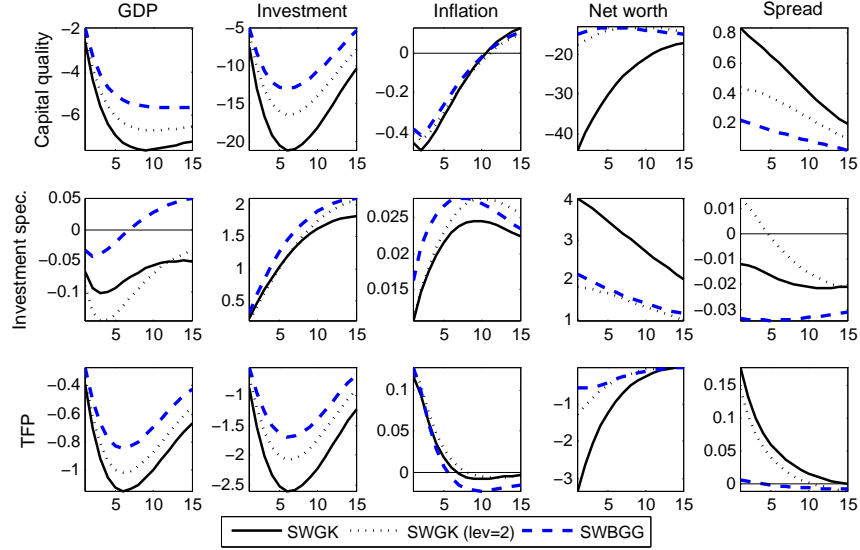 GDP Investment Inflation Net worth Spread
Capital quality
−2
−4
−6
5 10 15
−5
−10
−15
−20
5 10 15
0
−0.2
−0.4
5 10 15
−20
−30
−40
5 10 15
0.8
0.6
0.4
0.2
5 10 15
Investment spec.
0.05
0
−0.05
−0.1
5 10 15
2
1.5
1
0.5
5 10 15
0.025
0.02
0.015
5 10 15
4
3
2
1
5 10 15
0.01
0
−0.01
−0.02
−0.03
5 10 15
TFP
−0.4
−0.6
−0.8
−1
5 10 15
−1
−1.5
−2
−2.5
5 10 15
0.1
0.05
0
5 10 15
−1
−2
−3
5 10 15
0.15
0.1
0.05
0
5 10 15
SWGK SWGK (lev=2) SWBGG